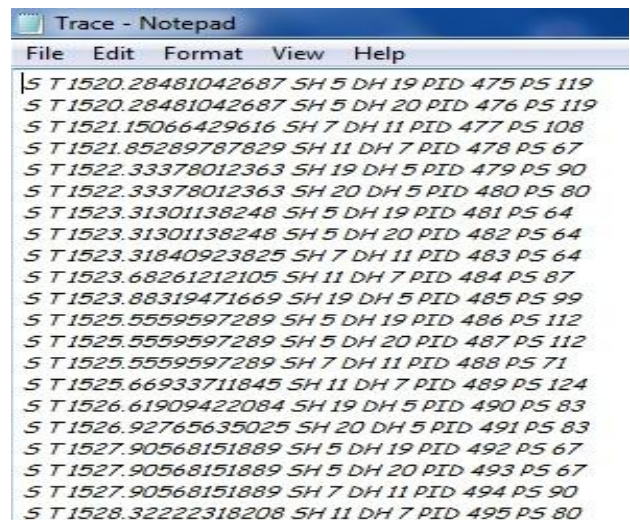 Trace - Notepad
File Edit Format View Help
S T 1520.28481042687 SH 5 DH 19 PID 475 PS 119
S T 1520.28481042687 SH 5 DH 20 PID 476 PS 119
S T 1521.15066429616 SH 7 DH 11 PID 477 PS 108
S T 1521.85289787829 SH 11 DH 7 PID 478 PS 67
S T 1522.33378012363 SH 19 DH 5 PID 479 PS 90
S T 1522.33378012363 SH 20 DH 5 PID 480 PS 80
S T 1523.31301138248 SH 5 DH 19 PID 481 PS 64
S T 1523.31301138248 SH 5 DH 20 PID 482 PS 64
S T 1523.31840923825 SH 7 DH 11 PID 483 PS 64
S T 1523.68261212105 SH 11 DH 7 PID 484 PS 87
S T 1523.88319471669 SH 19 DH 5 PID 485 PS 99
S T 1525.5559597289 SH 5 DH 19 PID 486 PS 112
S T 1525.5559597289 SH 5 DH 20 PID 487 PS 112
S T 1525.5559597289 SH 7 DH 11 PID 488 PS 71
S T 1525.66933711845 SH 11 DH 7 PID 489 PS 124
S T 1526.61909422084 SH 19 DH 5 PID 490 PS 83
S T 1526.92765635025 SH 20 DH 5 PID 491 PS 83
S T 1527.90568151889 SH 5 DH 19 PID 492 PS 67
S T 1527.90568151889 SH 5 DH 20 PID 493 PS 67
S T 1527.90568151889 SH 7 DH 11 PID 494 PS 90
S T 1528.32222318208 SH 11 DH 7 PID 495 PS 80